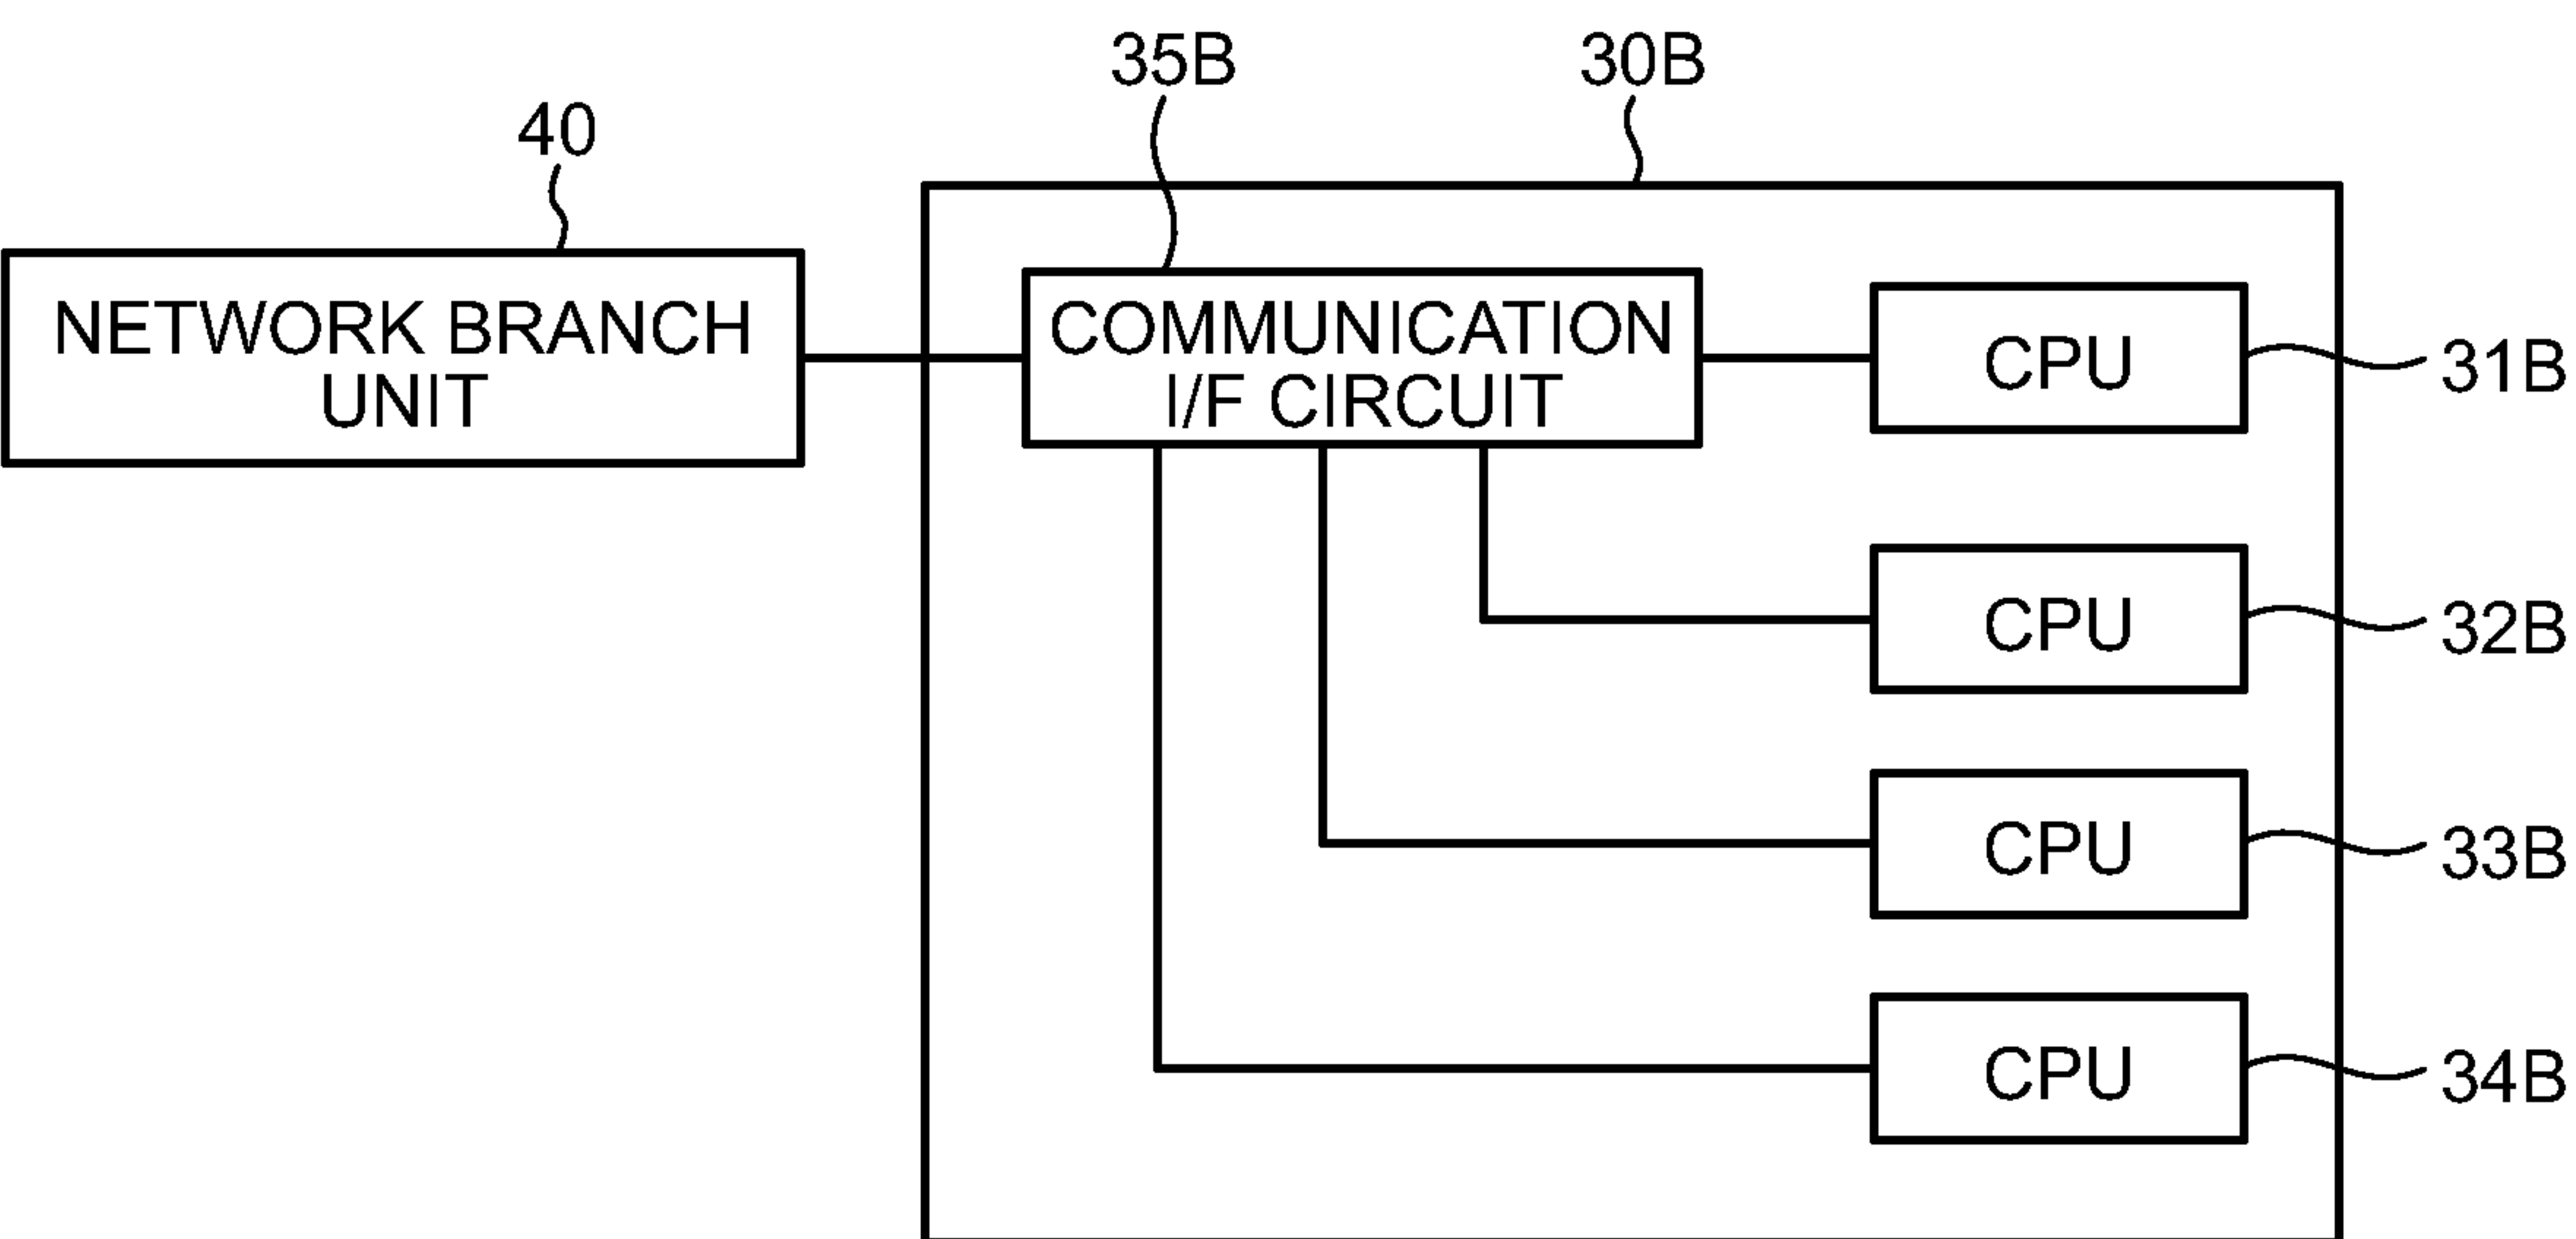 35B
30B
40
NETWORK BRANCH
UNIT
COMMUNICATION
I/F CIRCUIT
CPU
31B
CPU
32B
CPU
33B
CPU
34B